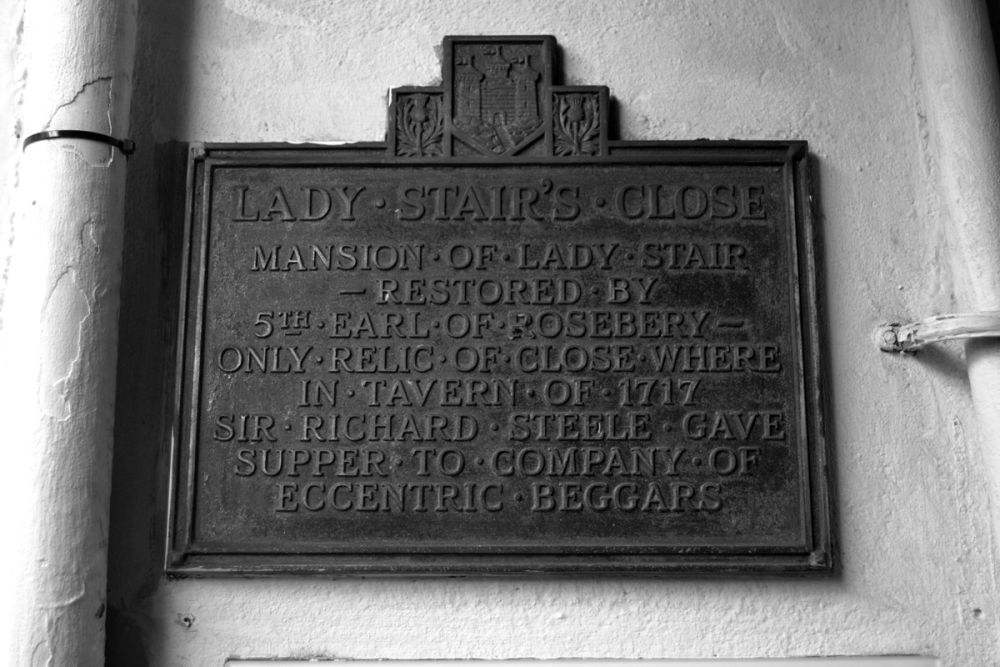 LADY · STAIR'S · CLOSE
MANSION · OF · LADY · STAIR
— RESTORED · BY
5TH · EARL · OF · ROSEBERY —
ONLY · RELIC · OF · CLOSE · WHERE
IN · TAVERN · OF · 1717
SIR · RICHARD · STEELE · GAVE
SUPPER · TO · COMPANY · OF
ECCENTRIC · BEGGARS